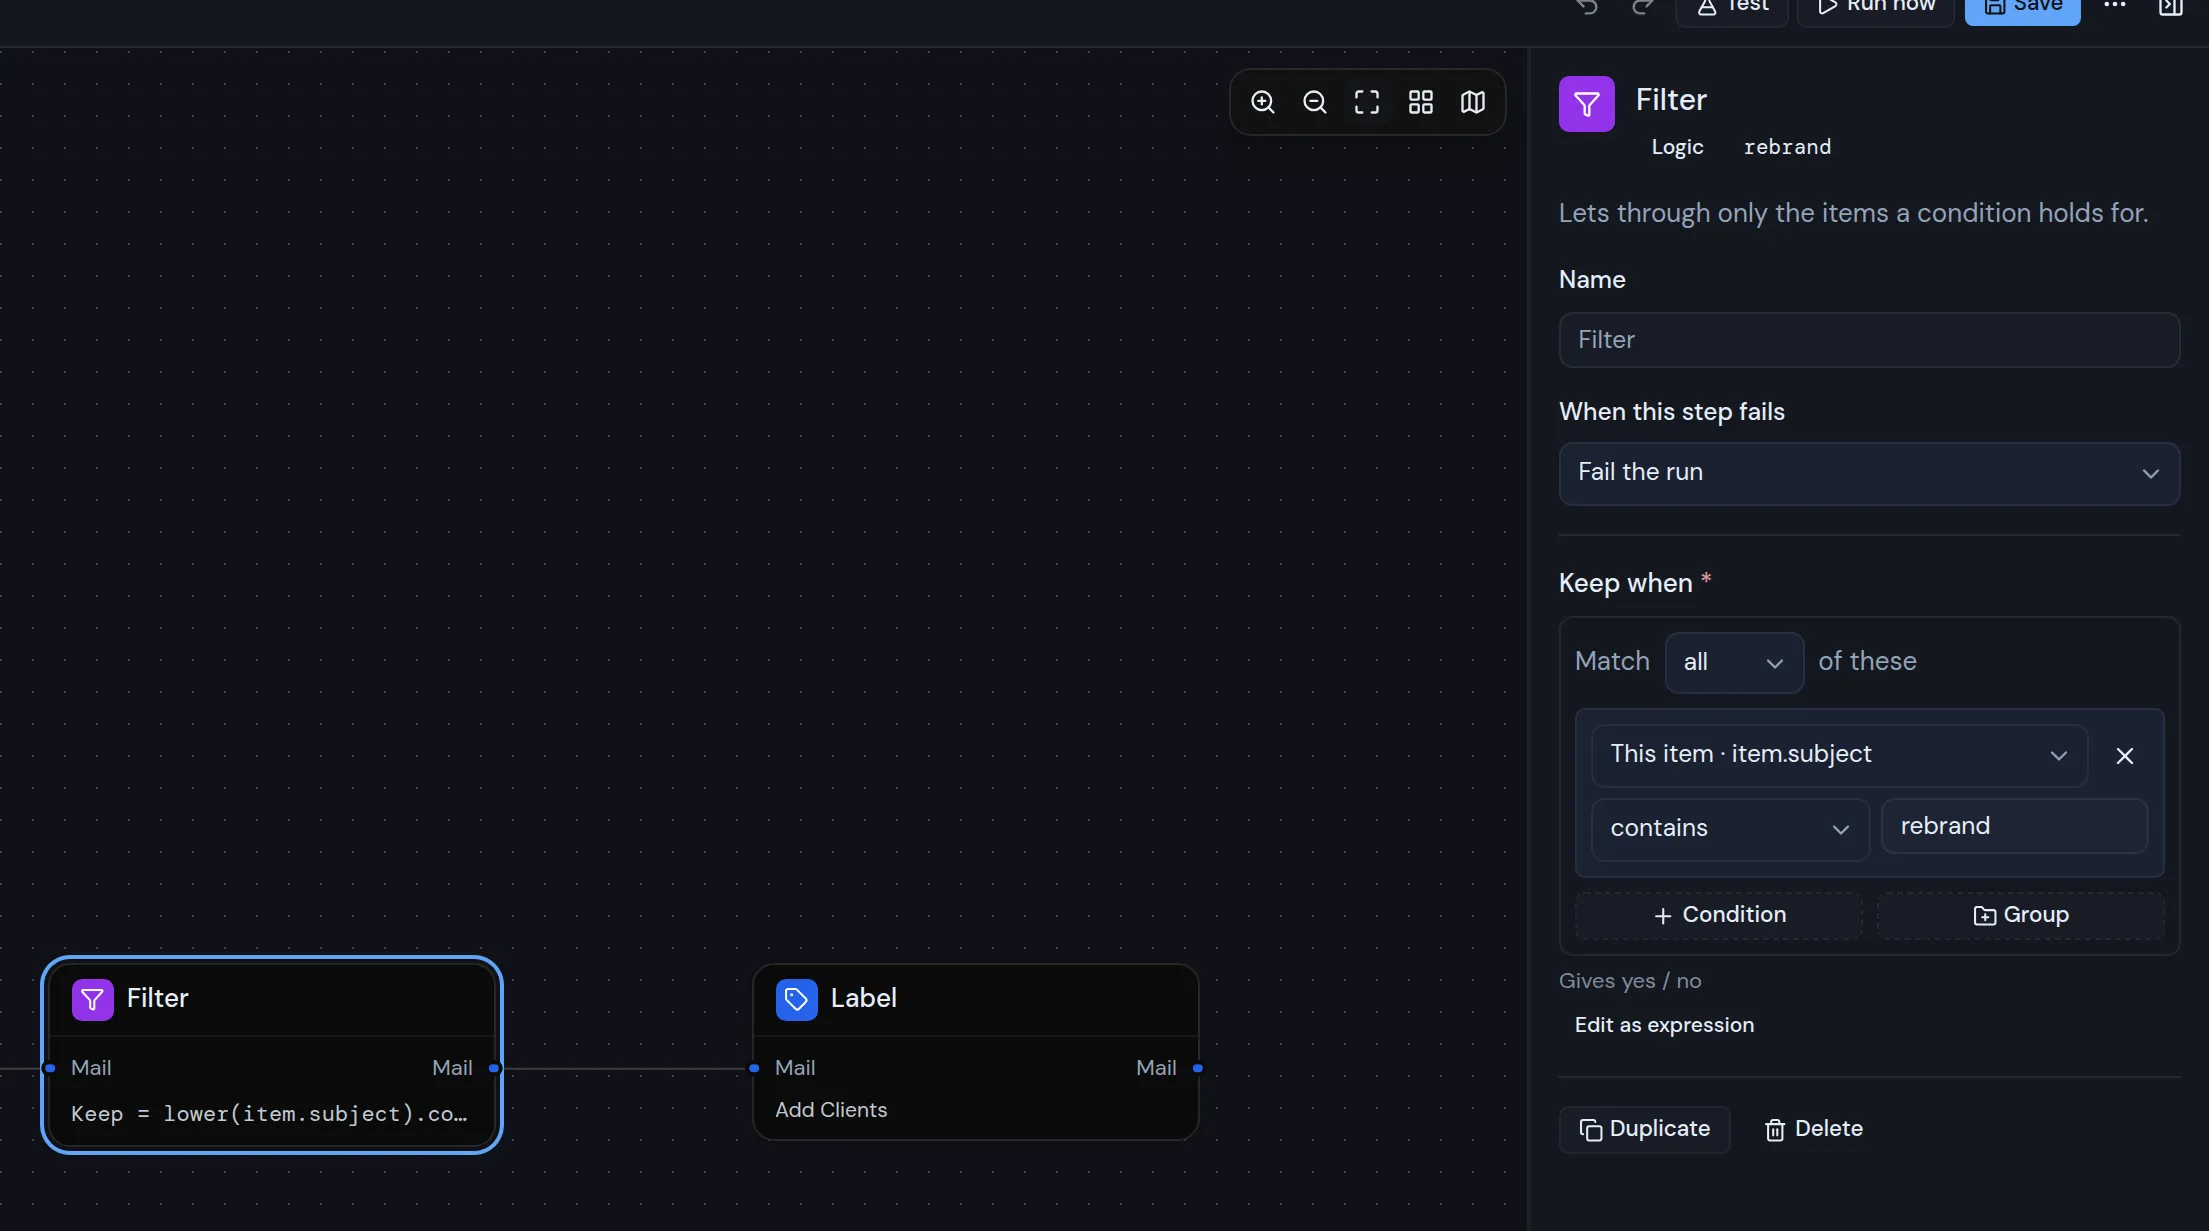 Test
Run now
Save
Filter
Logic rebrand
Lets through only the items a condition holds for.
Name
Filter
When this step fails
Fail the run
Keep when *
Match all of these
This item · item.subject
contains rebrand
+ Condition Group
Gives yes / no
Edit as expression
Duplicate Delete
Filter
Mail Mail
Keep = lower(item.subject).co…
Label
Mail Mail
Add Clients